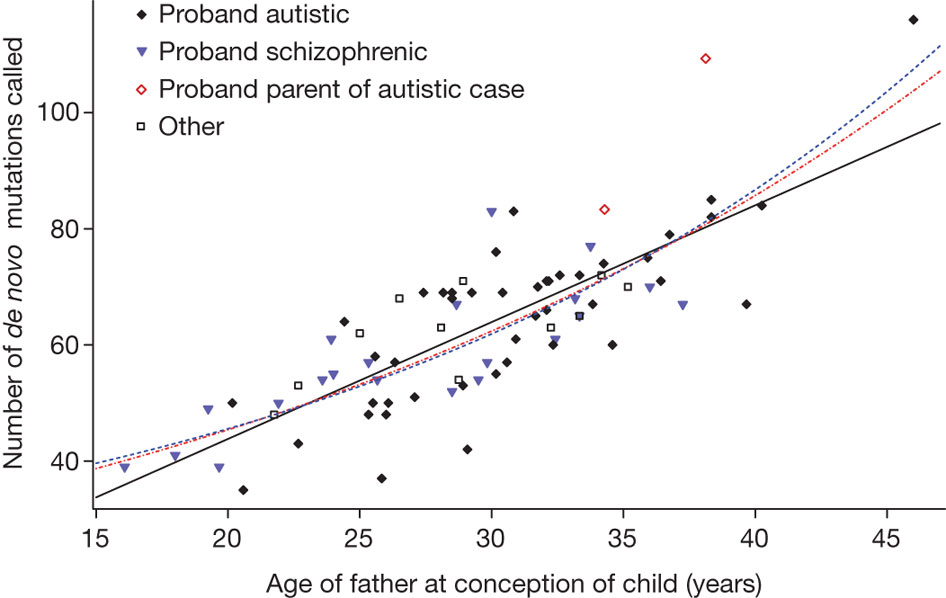 Proband autistic
Proband schizophrenic
Proband parent of autistic case
Other
Number of de novo mutations called
100
80
60
40
15 20 25 30 35 40 45
Age of father at conception of child (years)